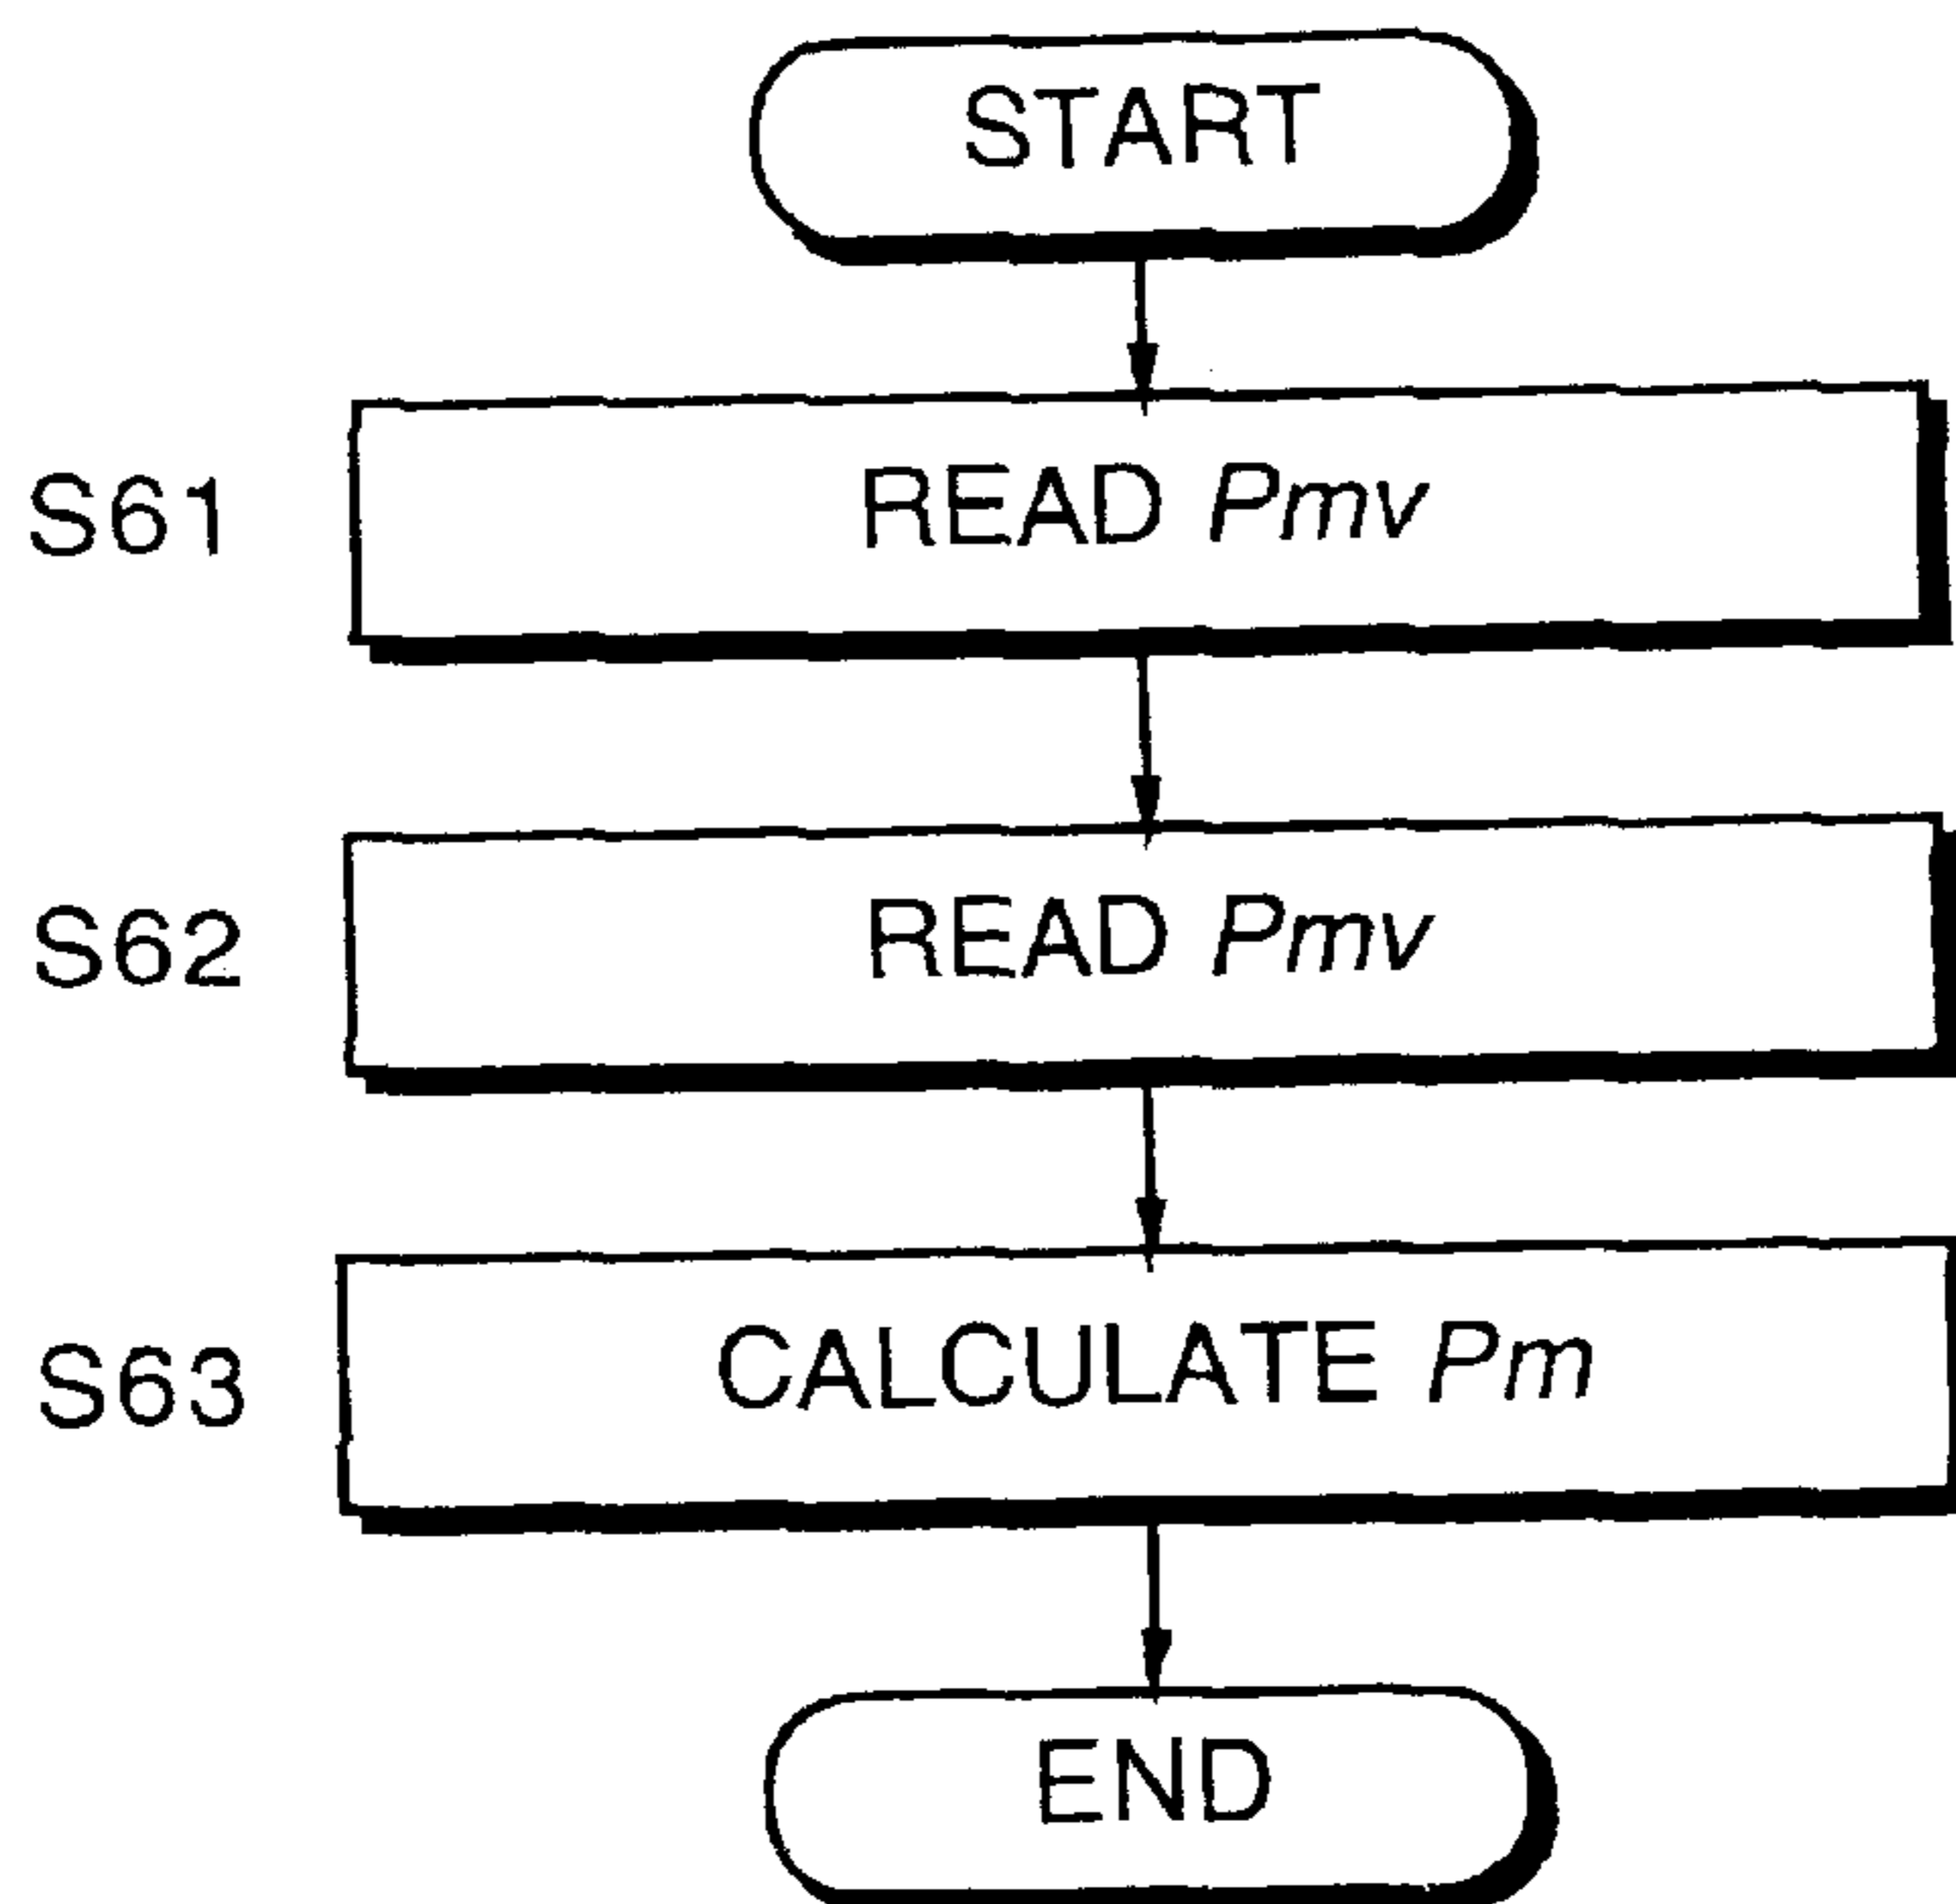 START
S61 READ Pmv
S62 READ Pmv
S63 CALCULATE Pm
END